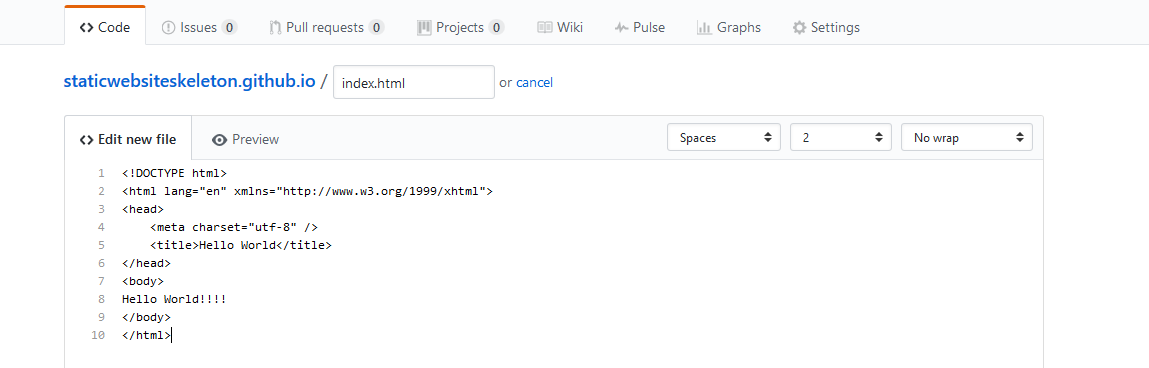 Code Issues 0 Pull requests 0 Projects 0 Wiki Pulse Graphs Settings
staticwebsiteskeleton.github.io / index.html or cancel
Edit new file Preview Spaces 2 No wrap
1 <!DOCTYPE html>
2 <html lang="en" xmlns="http://www.w3.org/1999/xhtml">
3 <head>
4 <meta charset="utf-8" />
5 <title>Hello World</title>
6 </head>
7 <body>
8 Hello World!!!!
9 </body>
10 </html>